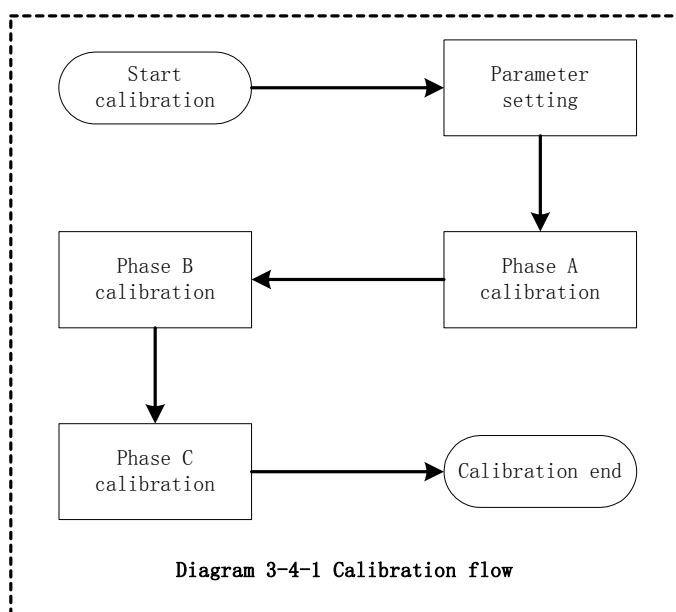 Start
calibration
Parameter
setting
Phase A
calibration
Phase B
calibration
Phase C
calibration
Calibration end
Diagram 3-4-1 Calibration flow